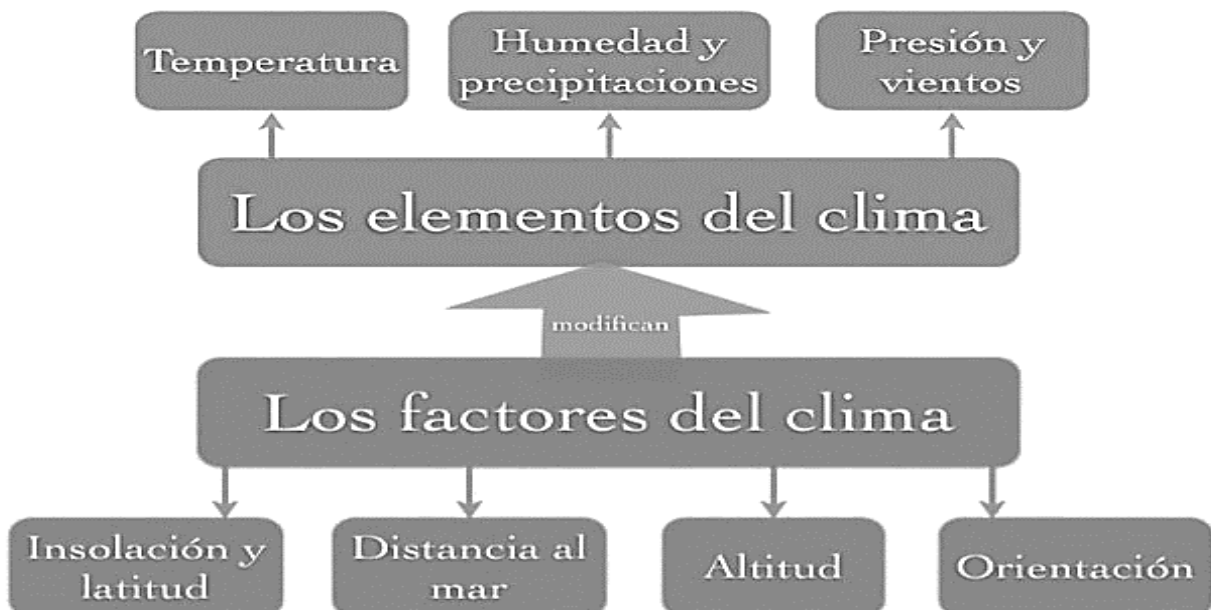 Temperatura
Humedad y
precipitaciones
Presión y
vientos
Los elementos del clima
modifican
Los factores del clima
Insolación y
latitud
Distancia al
mar
Altitud
Orientación